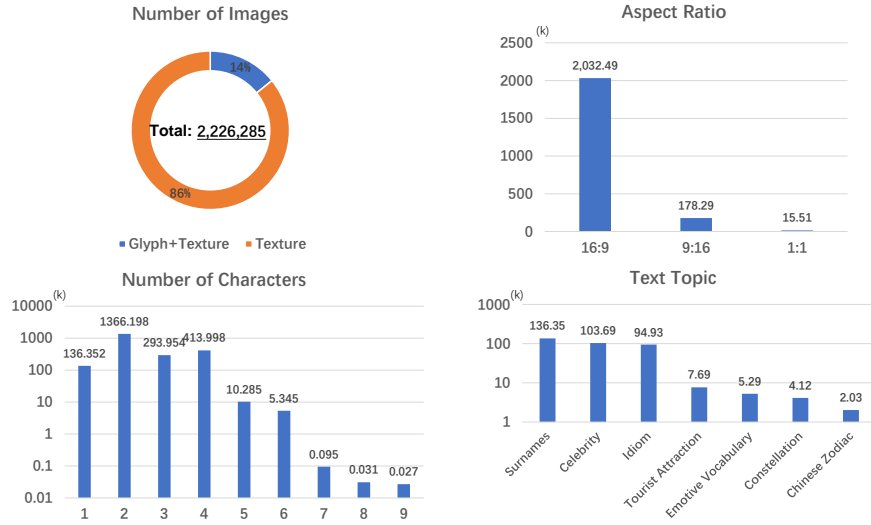 Number of Images
14%
Total: 2,226,285
86%
Glyph+Texture
Texture
Aspect Ratio
(k)
2500
2000
1500
1000
500
0
2,032.49
178.29
15.51
16:9
9:16
1:1
Number of Characters
(k)
10000
1000
100
10
1
0.1
0.01
136.352
1366.198
293.954
413.998
10.285
5.345
0.095
0.031
0.027
1
2
3
4
5
6
7
8
9
Text Topic
(k)
1000
100
10
1
136.35
103.69
94.93
7.69
5.29
4.12
2.03
Surnames
Celebrity
Idiom
Tourist Attraction
Emotive Vocabulary
Constellation
Chinese Zodiac